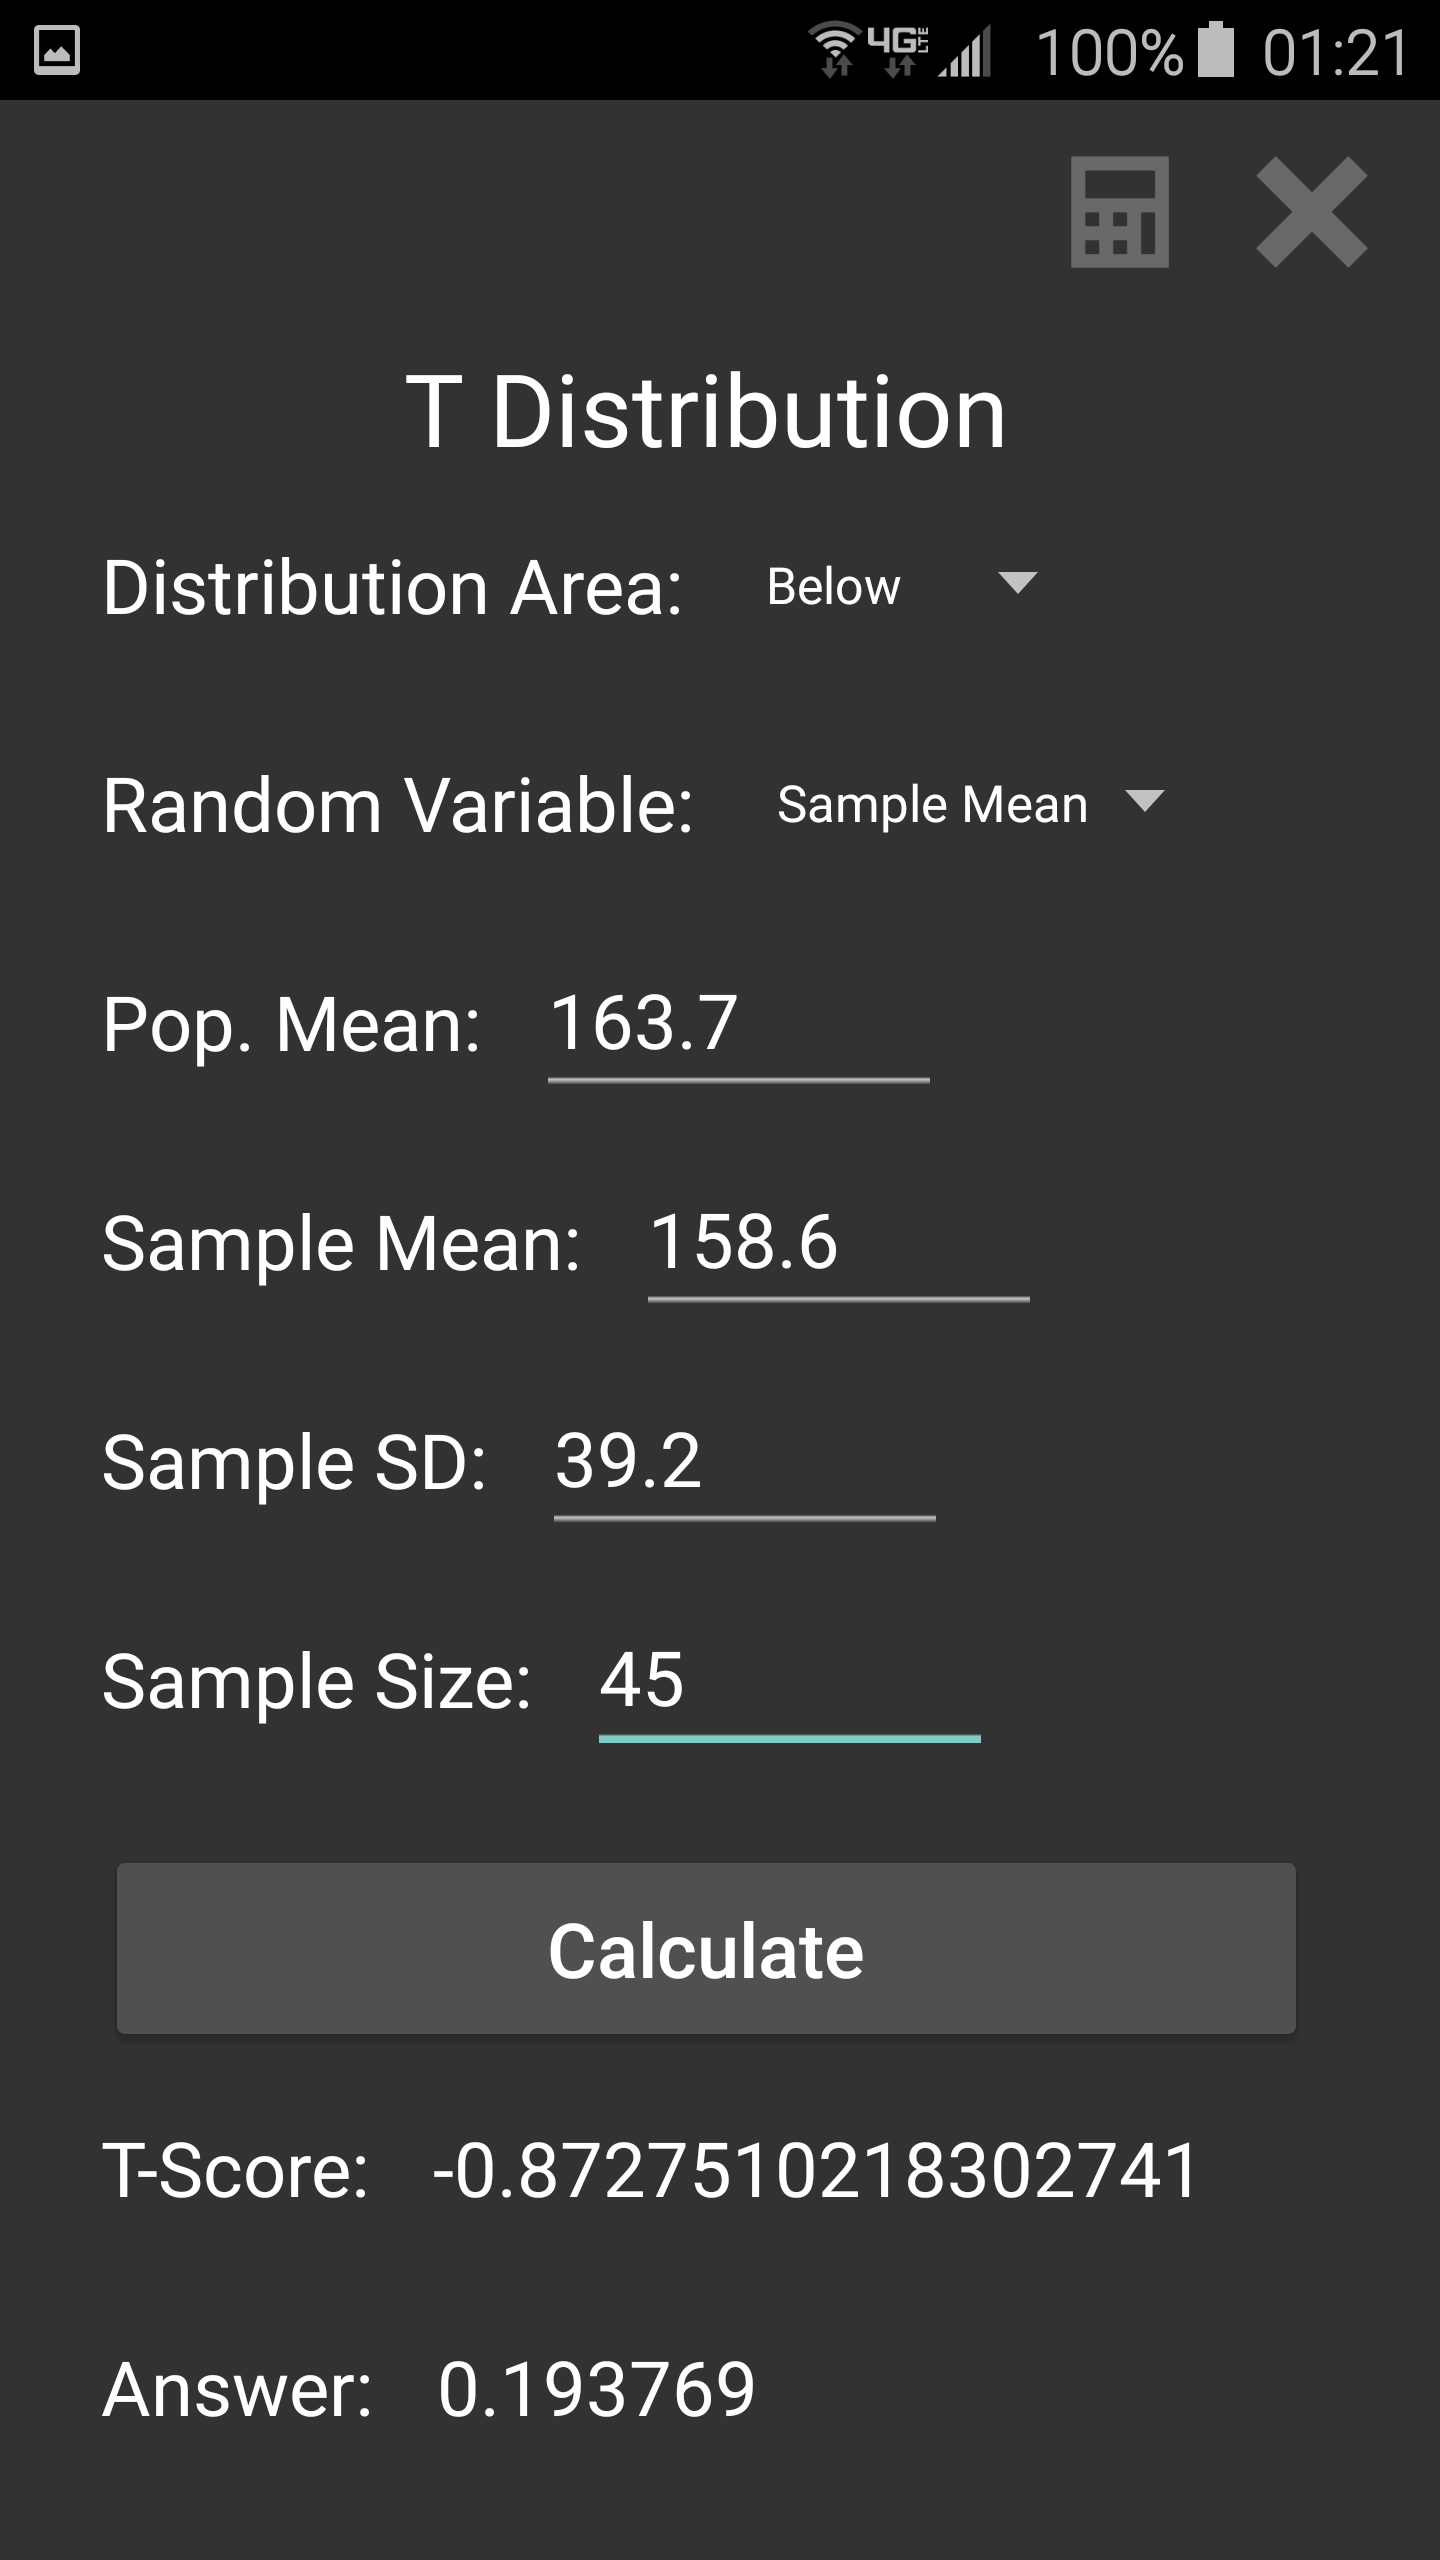 4G LTE 100% 01:21
T Distribution
Distribution Area: Below
Random Variable: Sample Mean
Pop. Mean: 163.7
Sample Mean: 158.6
Sample SD: 39.2
Sample Size: 45
Calculate
T-Score: -0.8727510218302741
Answer: 0.193769